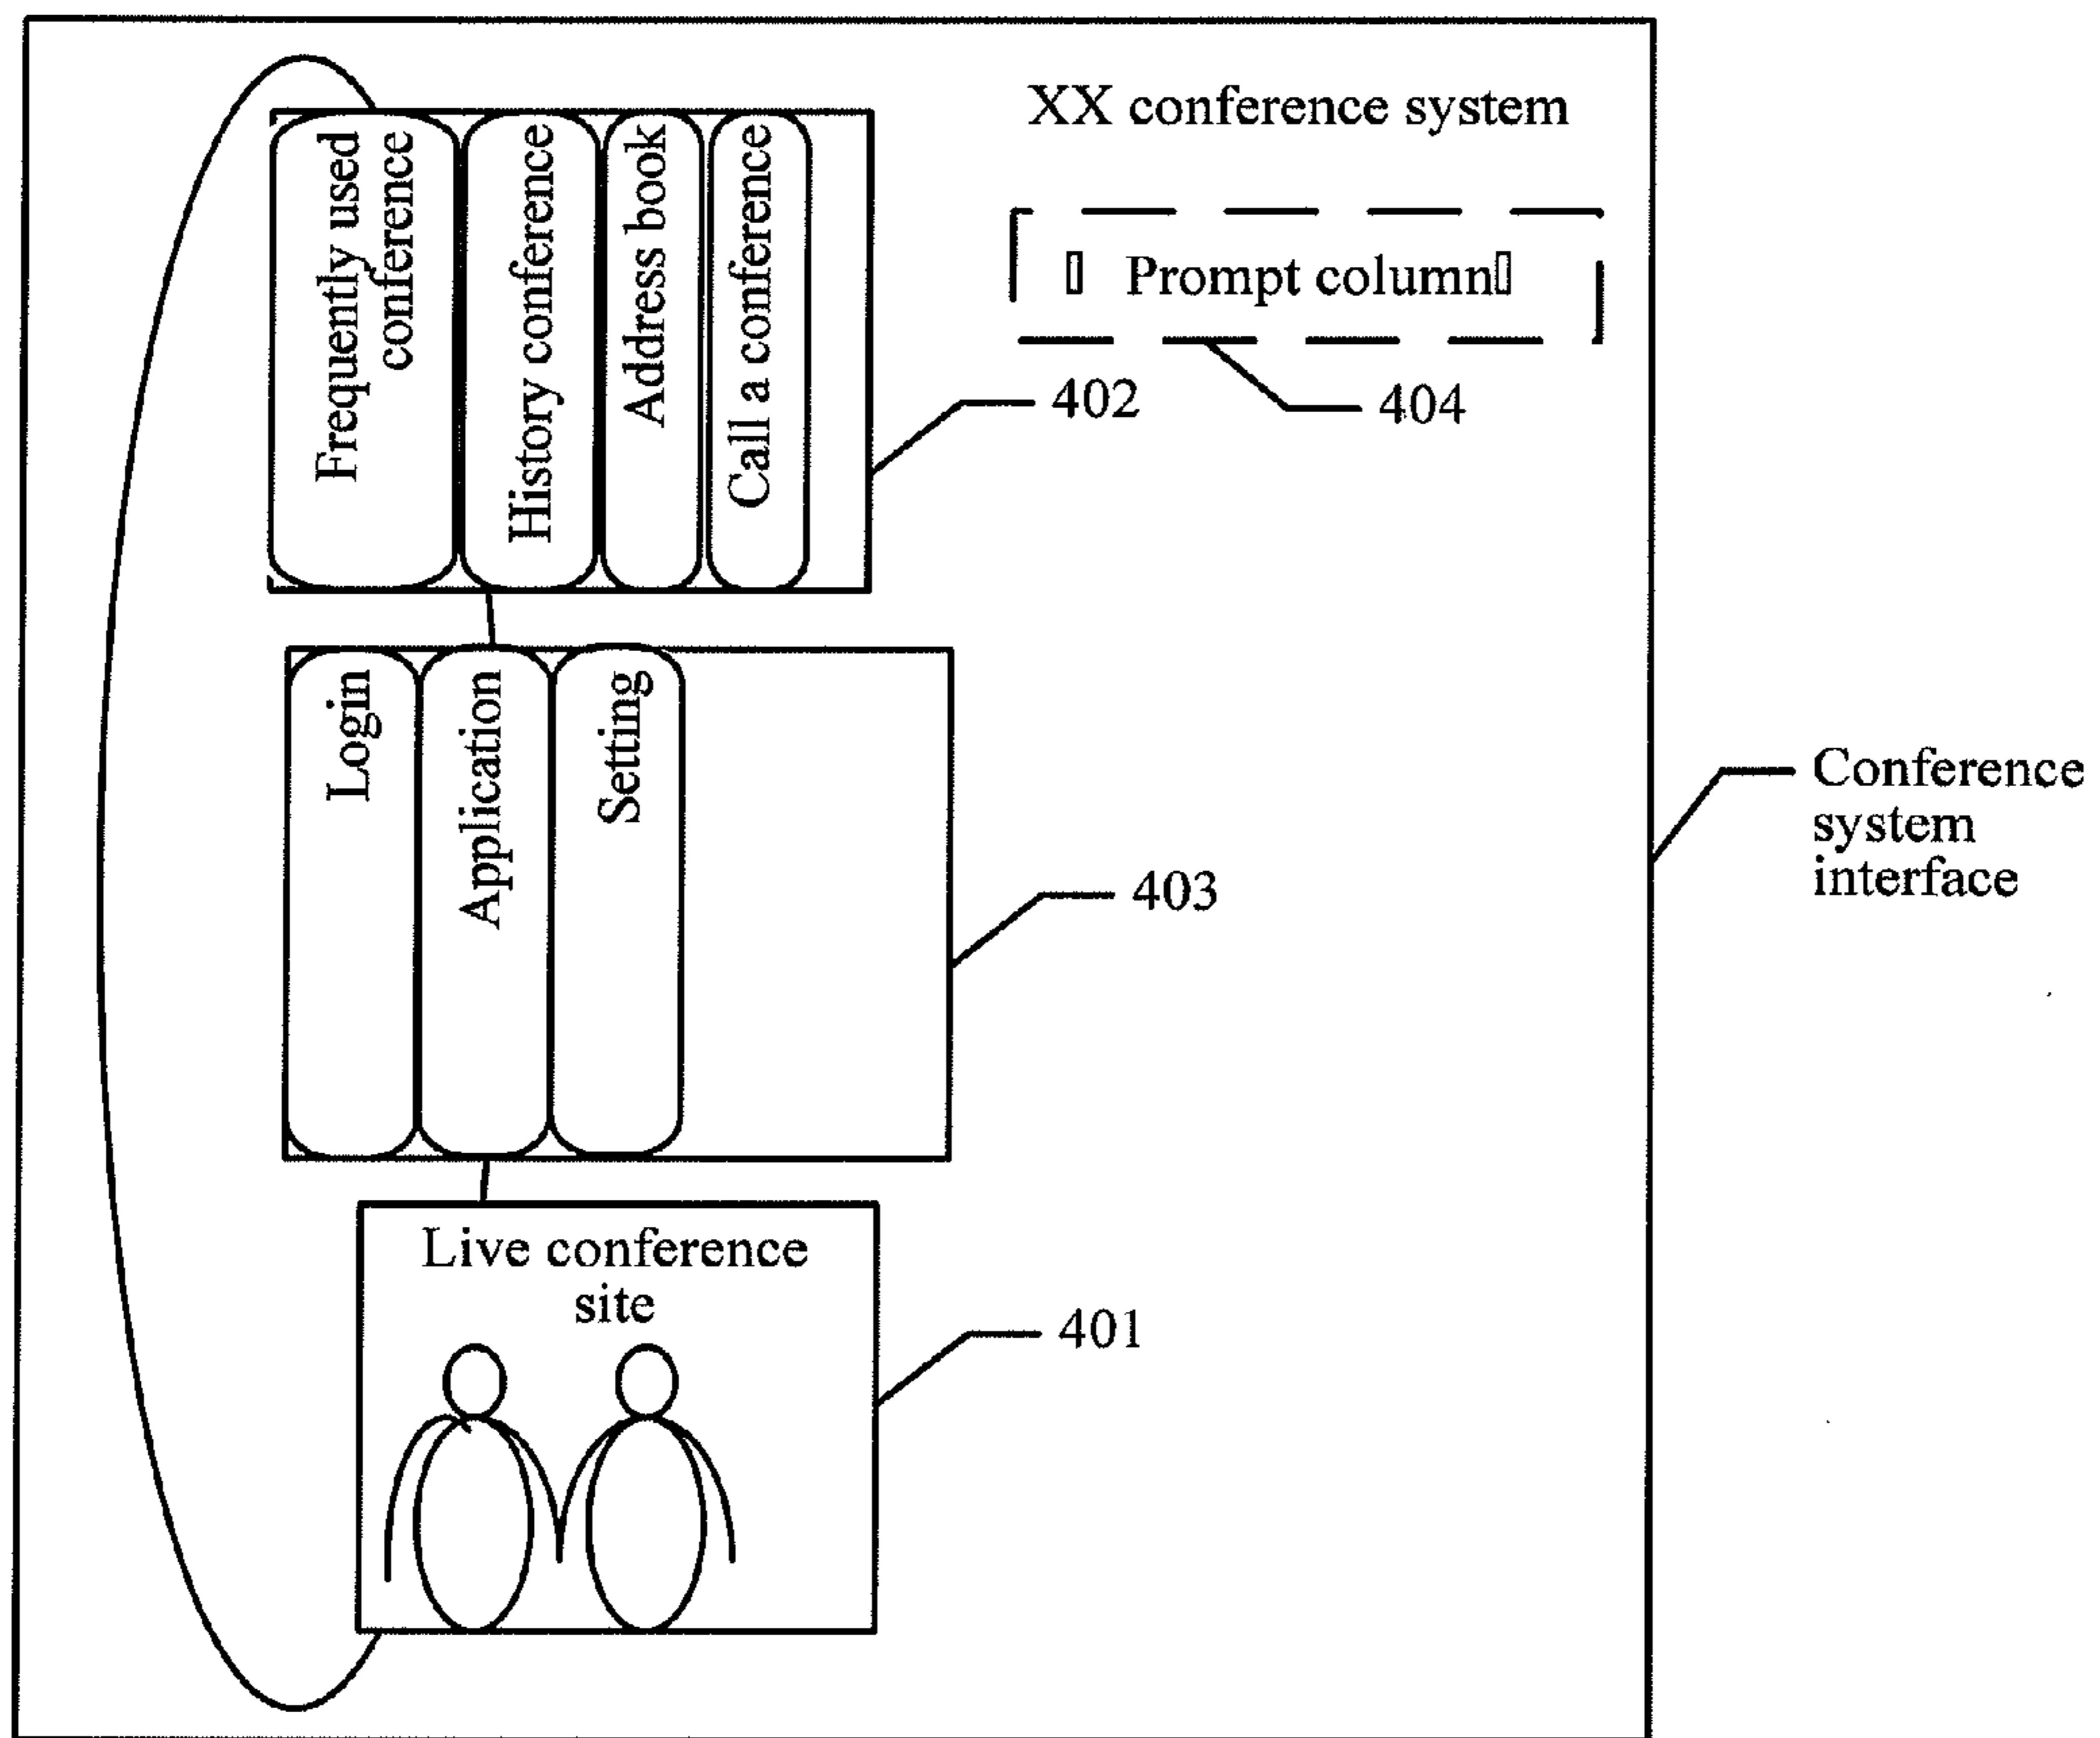 XX conference system
Frequently used
conference
History conference
Address book
Call a conference
Prompt column
402
404
Login
Application
Setting
Conference
system
interface
403
Live conference
site
401